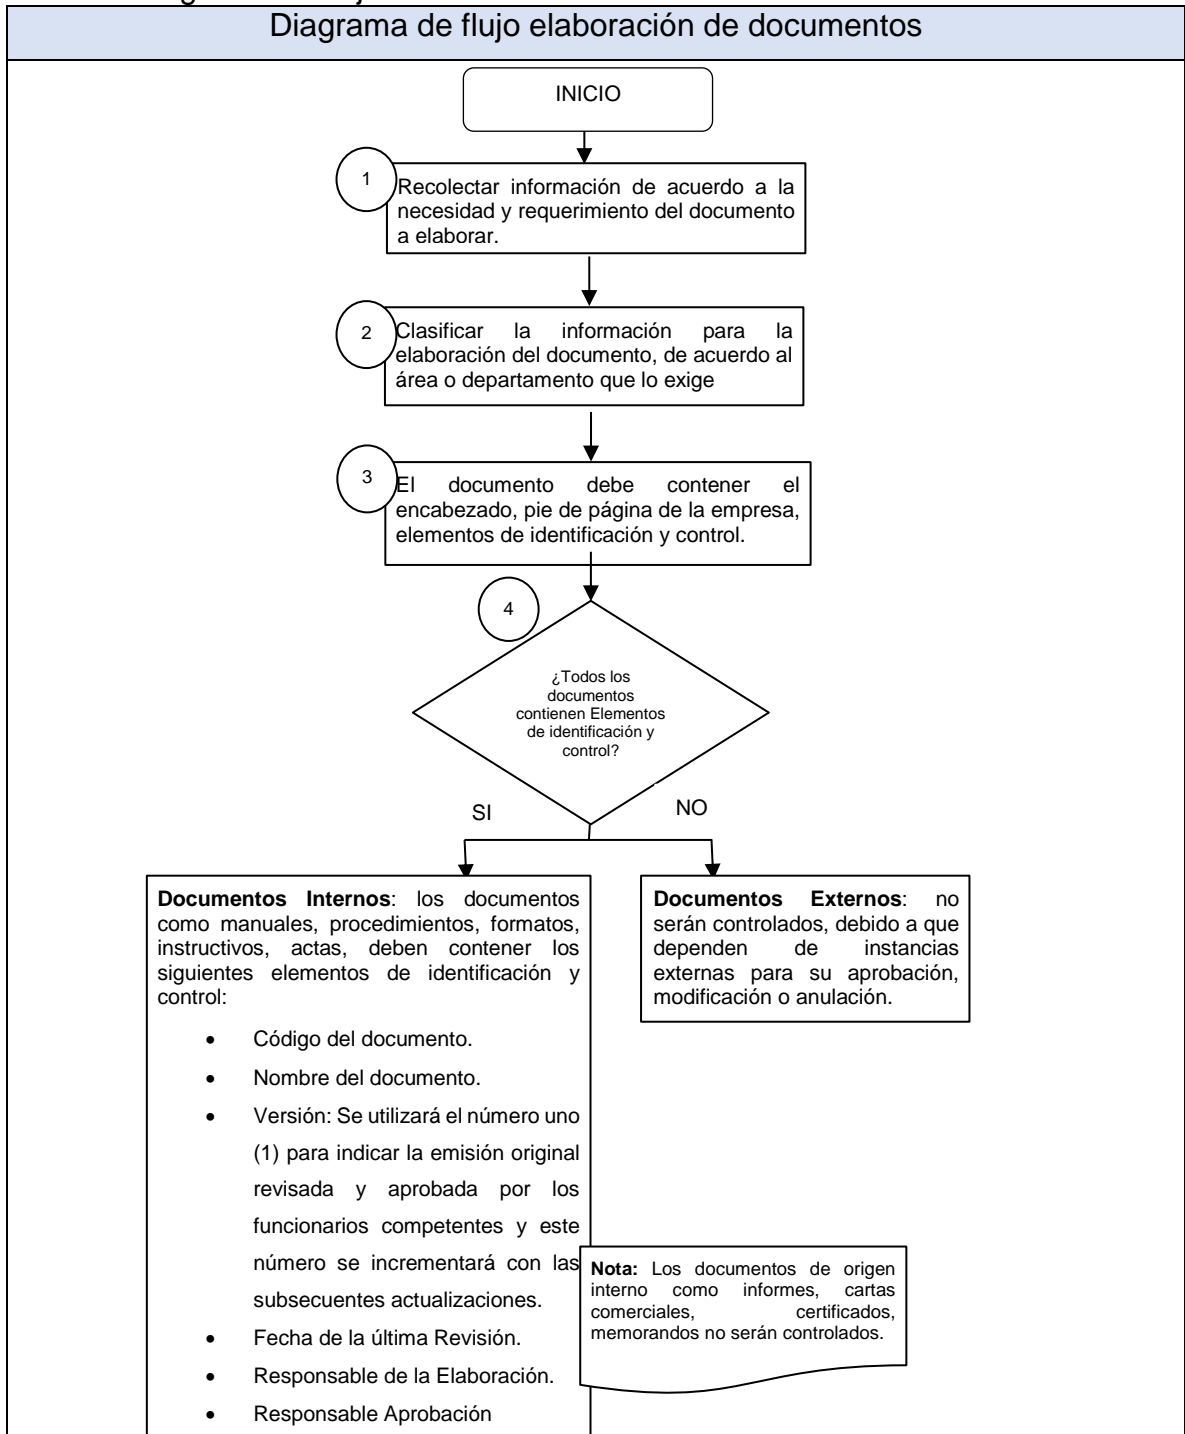 Diagrama de flujo elaboración de documentos
INICIO
1
Recolectar información de acuerdo a la
necesidad y requerimiento del documento
a elaborar.
2
Clasificar la información para la
elaboración del documento, de acuerdo al
área o departamento que lo exige
3
El documento debe contener el
encabezado, pie de página de la empresa,
elementos de identificación y control.
4
¿Todos los
documentos
contienen Elementos
de identificación y
control?
SI
NO
Documentos Internos: los documentos
como manuales, procedimientos, formatos,
instructivos, actas, deben contener los
siguientes elementos de identificación y
control:
• Código del documento.
• Nombre del documento.
• Versión: Se utilizará el número uno
(1) para indicar la emisión original
revisada y aprobada por los
funcionarios competentes y este
número se incrementará con las
subsecuentes actualizaciones.
• Fecha de la última Revisión.
• Responsable de la Elaboración.
• Responsable Aprobación
Documentos Externos: no
serán controlados, debido a que
dependen de instancias
externas para su aprobación,
modificación o anulación.
Nota: Los documentos de origen
interno como informes, cartas
comerciales, certificados,
memorandos no serán controlados.